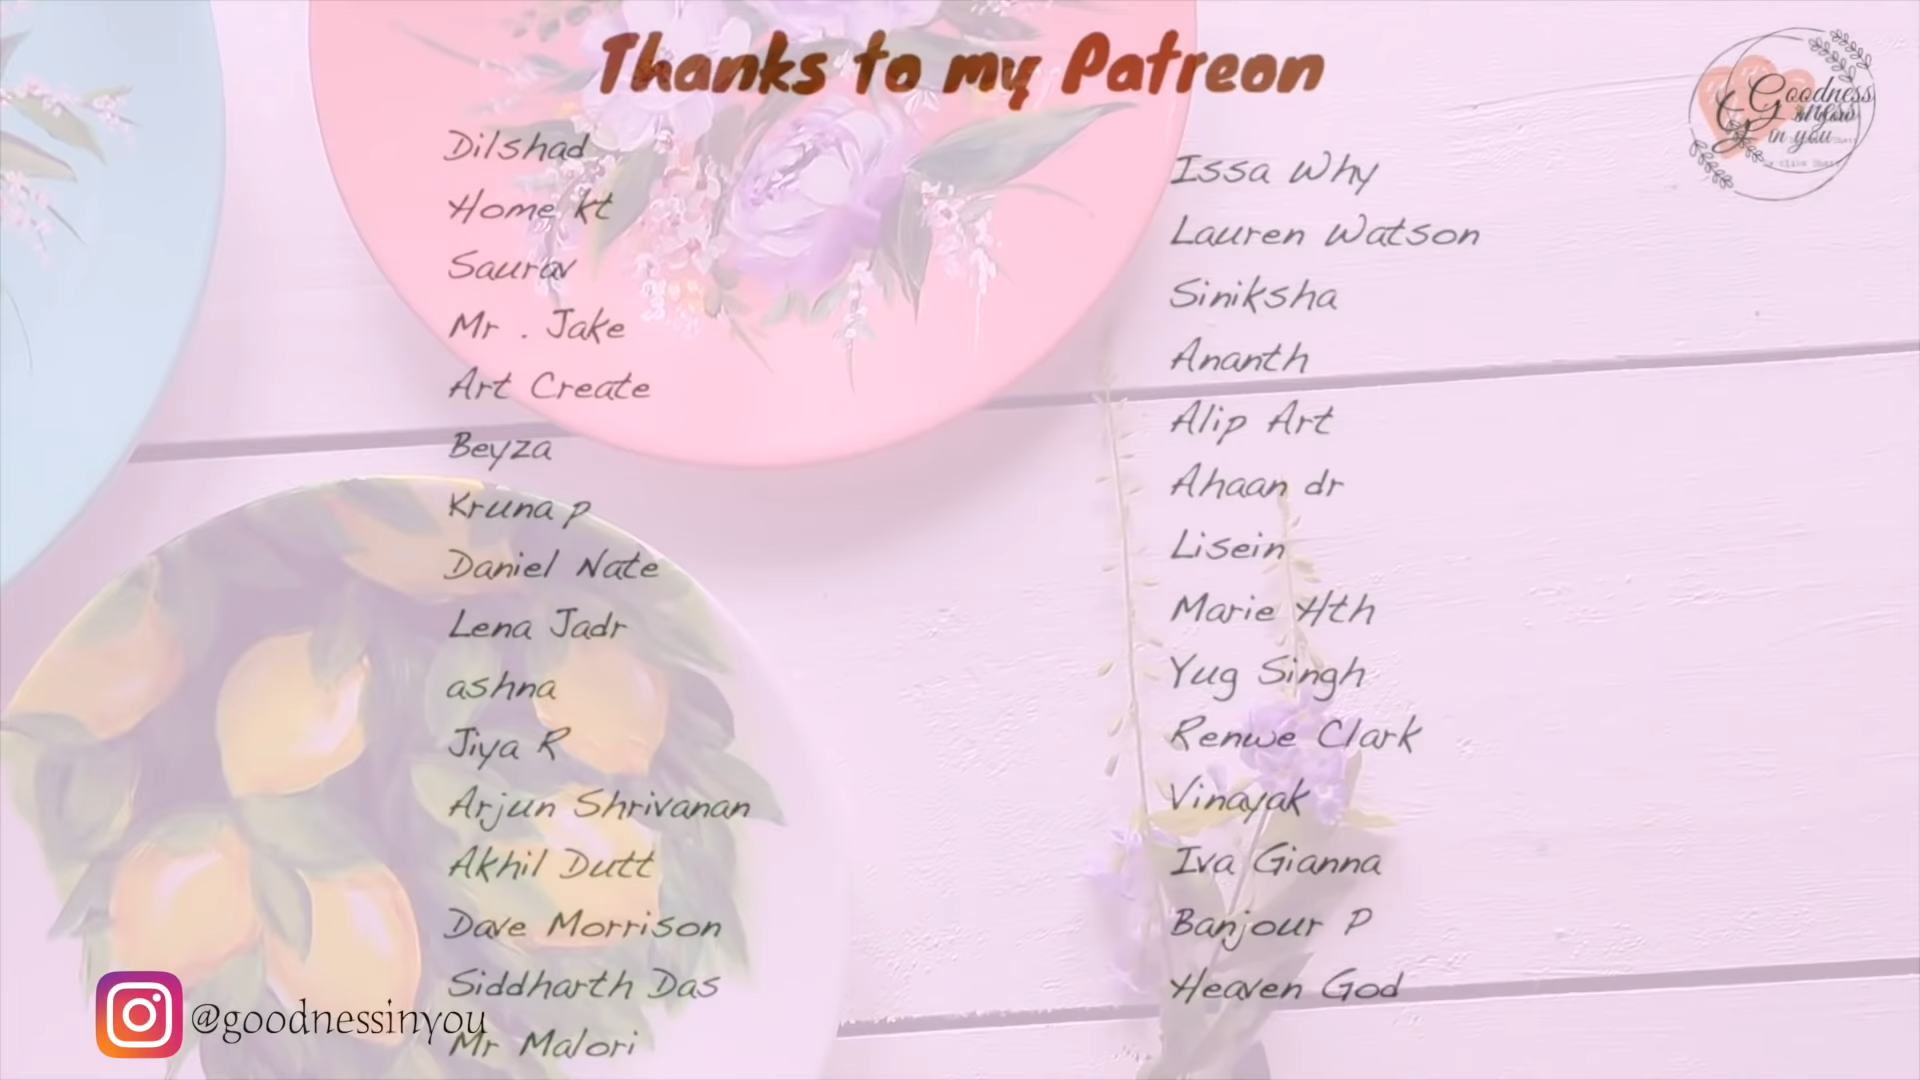 Thanks to my Patreon
Dilshad
Home kt
Saurav
Mr . Jake
Art Create
Beyza
Kruna p
Daniel Nate
Lena Jadr
ashna
Jiya R
Arjun Shrivanan
Akhil Dutt
Dave Morrison
Siddharth Das
Mr Malori
Issa Why
Lauren Watson
Siniksha
Ananth
Alip Art
Ahaan dr
Lisein
Marie Hth
Yug Singh
Renwe Clark
Vinayak
Iva Gianna
Banjour P
Heaven God
Goodness
in you
@goodnessinyou